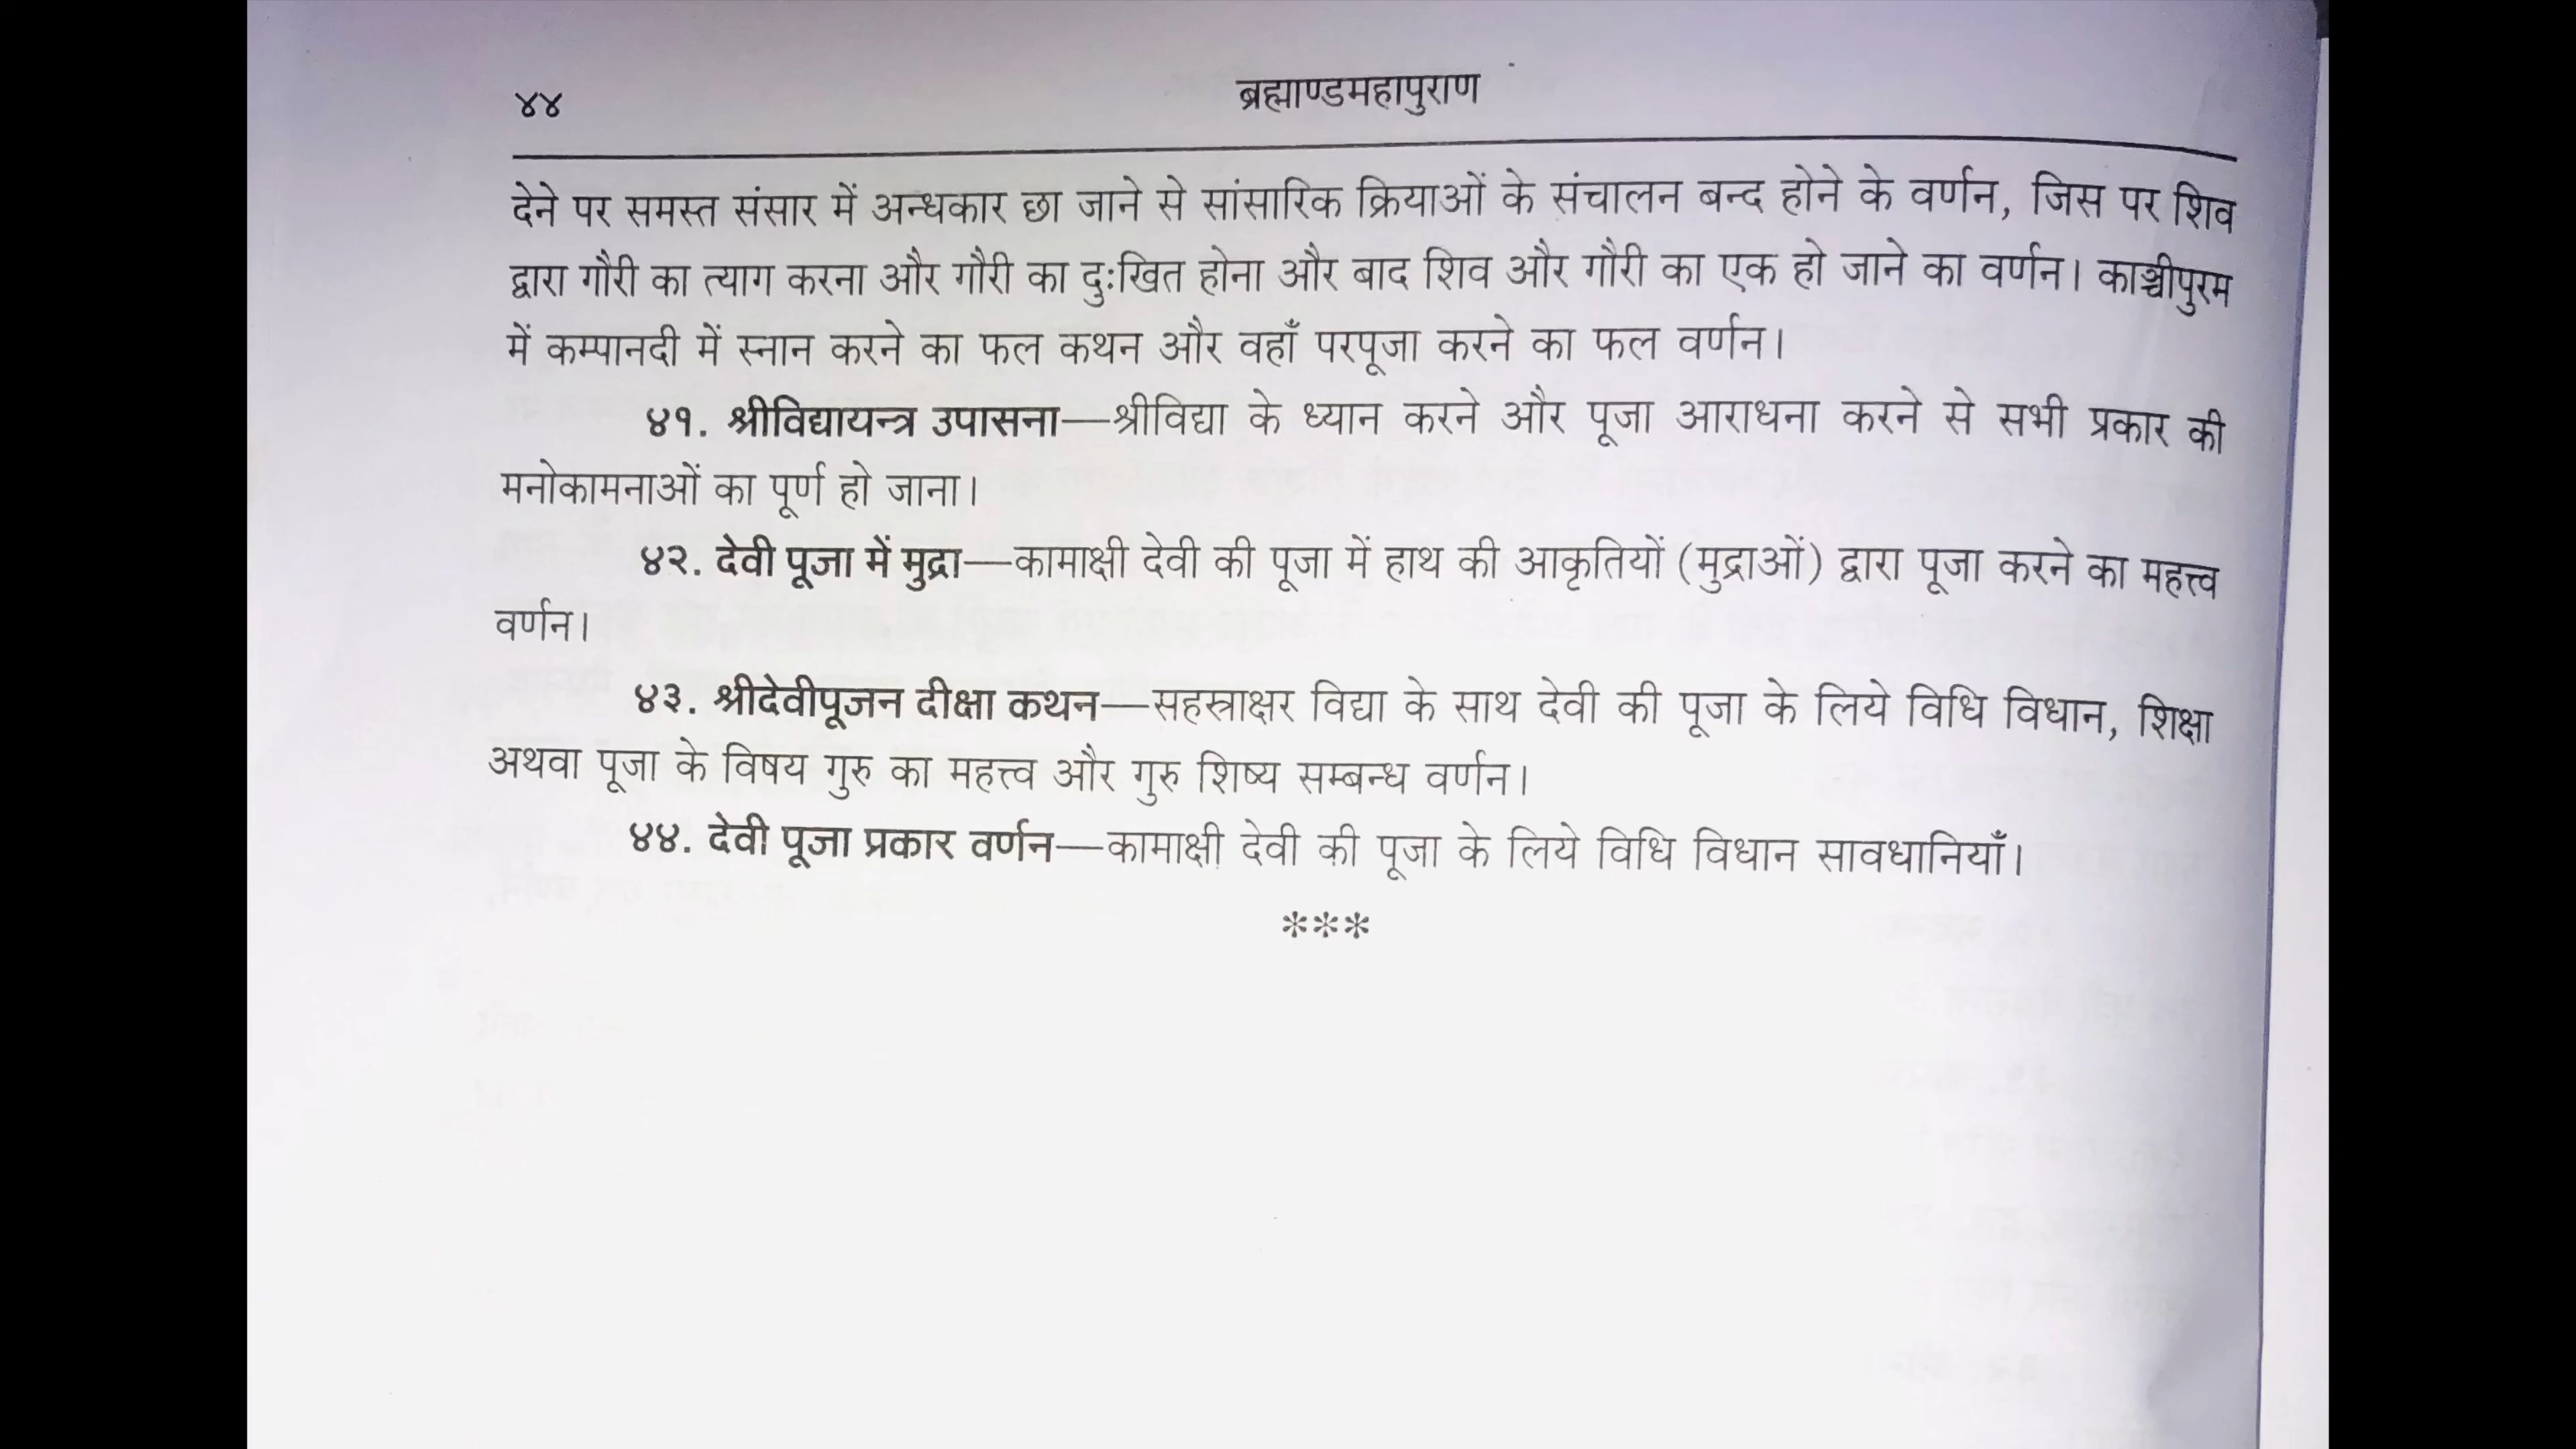 ४४
ब्रह्माण्डमहापुराण
देने पर समस्त संसार में अन्धकार छा जाने से सांसारिक क्रियाओं के संचालन बन्द होने के वर्णन, जिस पर शिव
द्वारा गौरी का त्याग करना और गौरी का दुःखित होना और बाद शिव और गौरी का एक हो जाने का वर्णन। काञ्चीपुरम
में कम्पानदी में स्नान करने का फल कथन और वहाँ परपूजा करने का फल वर्णन।
४१. श्रीविद्यायन्त्र उपासना—श्रीविद्या के ध्यान करने और पूजा आराधना करने से सभी प्रकार की
मनोकामनाओं का पूर्ण हो जाना।
४२. देवी पूजा में मुद्रा—कामाक्षी देवी की पूजा में हाथ की आकृतियों (मुद्राओं) द्वारा पूजा करने का महत्त्व
वर्णन।
४३. श्रीदेवीपूजन दीक्षा कथन—सहस्त्राक्षर विद्या के साथ देवी की पूजा के लिये विधि विधान, शिक्षा
अथवा पूजा के विषय गुरु का महत्त्व और गुरु शिष्य सम्बन्ध वर्णन।
४४. देवी पूजा प्रकार वर्णन—कामाक्षी देवी की पूजा के लिये विधि विधान सावधानियाँ।
***